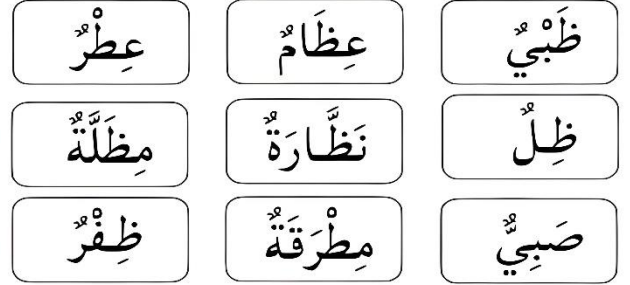 ظَبْيٌ عِظَامٌ عِطْرٌ
ظِلٌ نَظَّارَةٌ مِظَلَّةٌ
صَبِيٌّ مِطْرَقَةٌ ظِفْرٌ